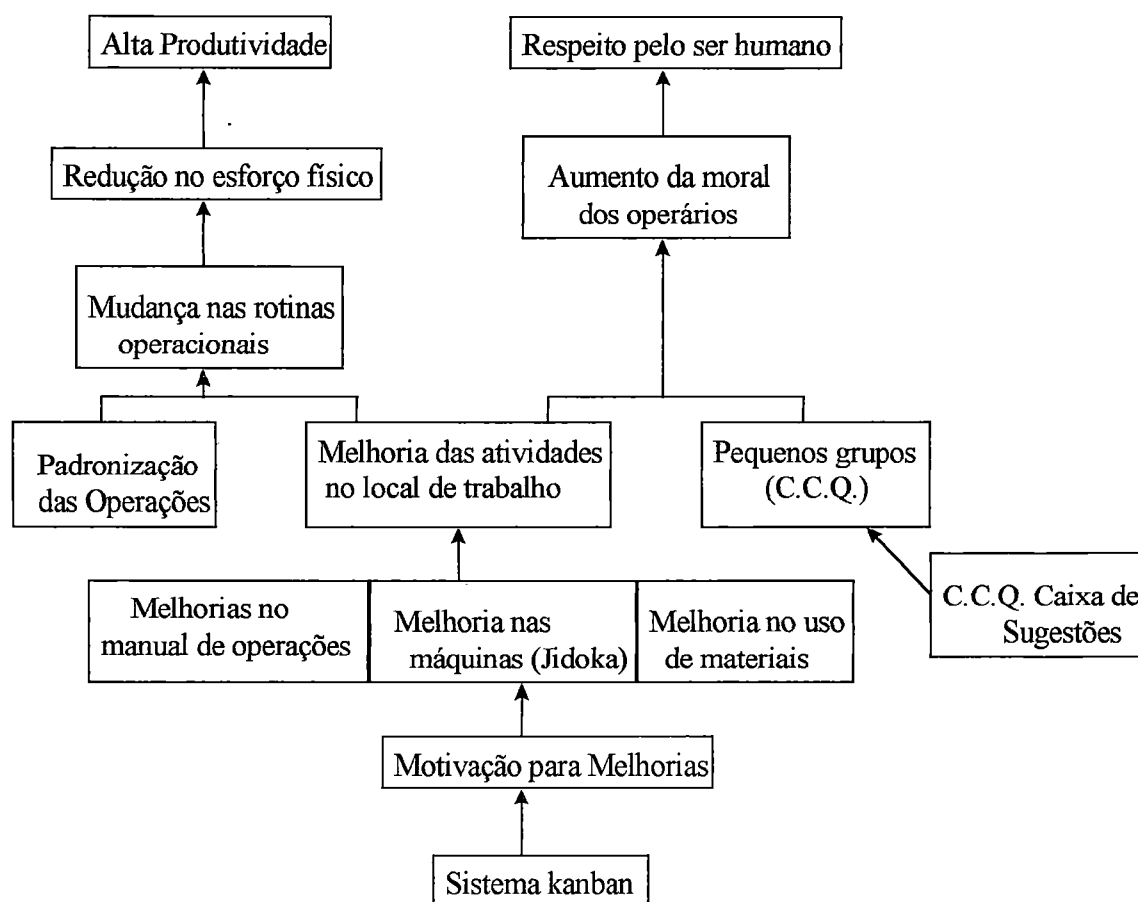 Alta Produtividade
Respeito pelo ser humano
Redução no esforço físico
Aumento da moral
dos operários
Mudança nas rotinas
operacionais
Padronização
das Operações
Melhoria das atividades
no local de trabalho
Pequenos grupos
(C.C.Q.)
C.C.Q. Caixa de
Sugestões
Melhorias no
manual de operações
Melhoria nas
máquinas (Jidoka)
Melhoria no uso
de materiais
Motivação para Melhorias
Sistema kanban